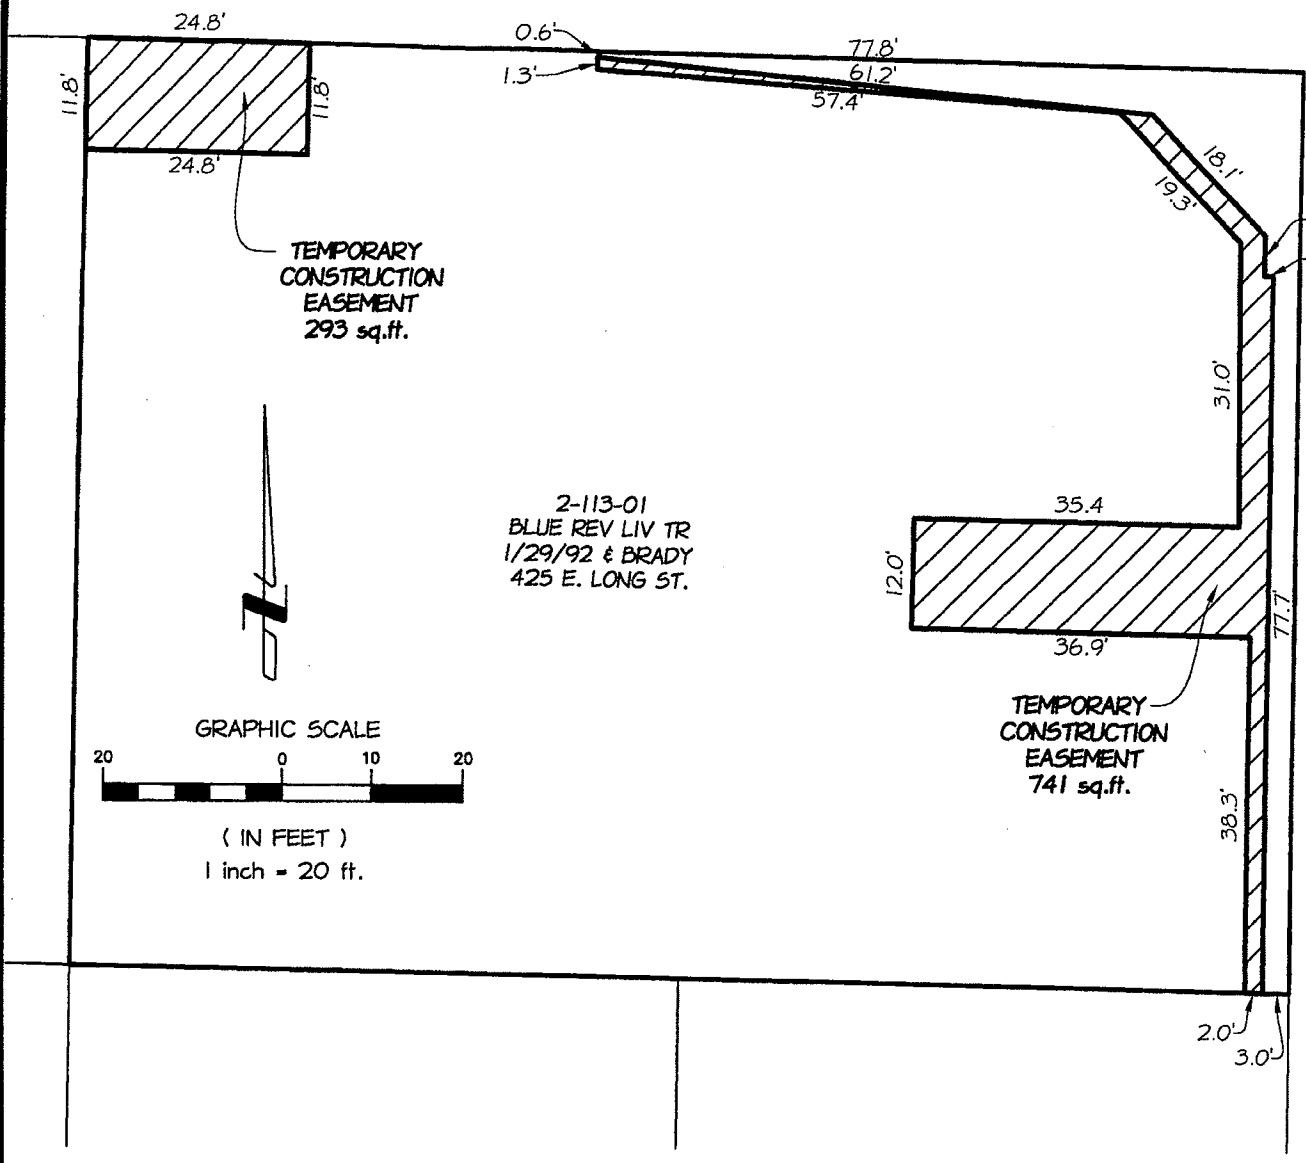 24.8'
0.6'
77.8'
1.3'
61.2'
57.4'
11.8'
11.8'
24.8'
18.1'
19.3'
TEMPORARY
CONSTRUCTION
EASEMENT
293 sq.ft.
31.0'
2-113-01
BLUE REV LIV TR
1/29/92 & BRADY
425 E. LONG ST.
35.4
12.0'
36.9'
77.7'
TEMPORARY
CONSTRUCTION
EASEMENT
741 sq.ft.
GRAPHIC SCALE
20 0 10 20
( IN FEET )
1 inch = 20 ft.
38.3'
2.0'
3.0'
N